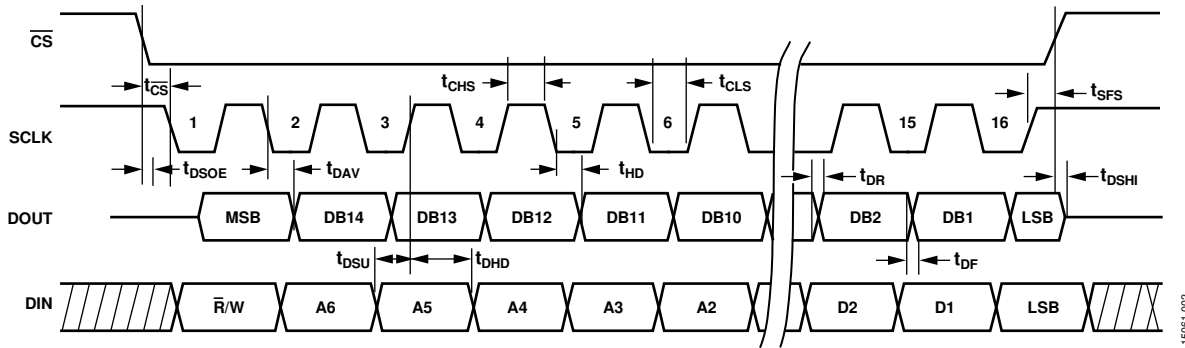 CS
tCS
tCHS
tCLS
tSFS
SCLK
1
2
3
4
5
6
15
16
tDSOE
tDAV
tHD
tDR
tDSHI
DOUT
MSB
DB14
DB13
DB12
DB11
DB10
DB2
DB1
LSB
tDSU
tDHD
tDF
DIN
R/W
A6
A5
A4
A3
A2
D2
D1
LSB
15061-002